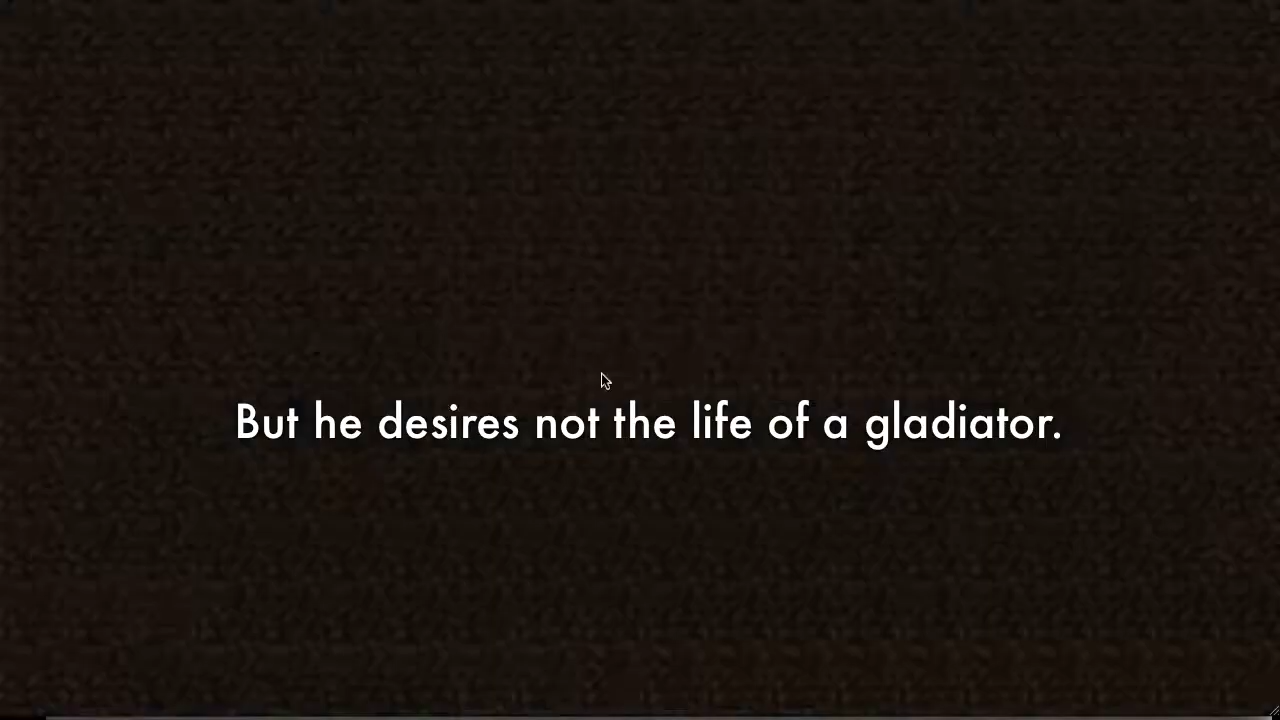 But he desires not the life of a gladiator.